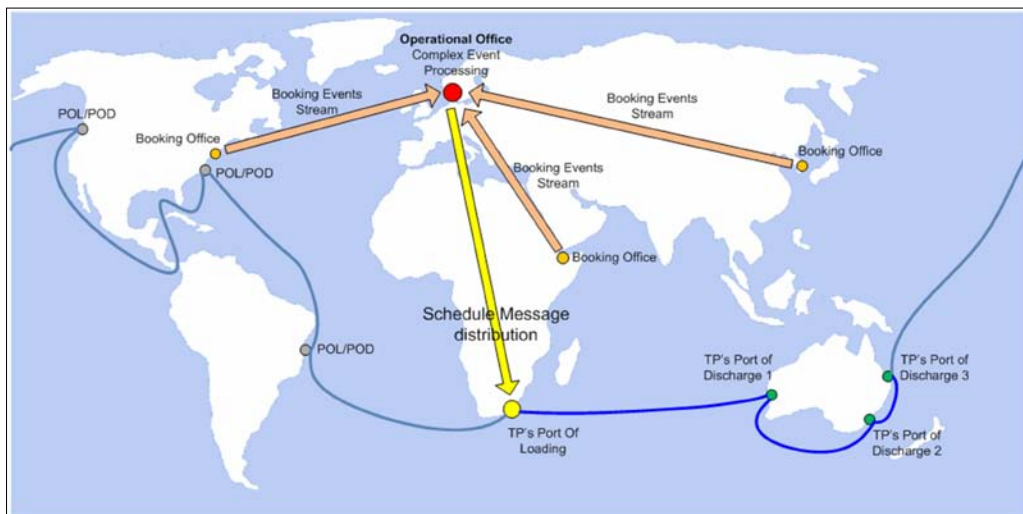 Operational Office
Complex Event
Processing
Booking Events
Stream
Booking Events
Stream
POL/POD
Booking Office
POL/POD
Booking Office
Booking Events
Stream
Booking Office
Schedule Message
distribution
POL/POD
TP's Port of
Discharge 1
TP's Port of
Discharge 3
TP's Port Of
Loading
TP's Port of
Discharge 2